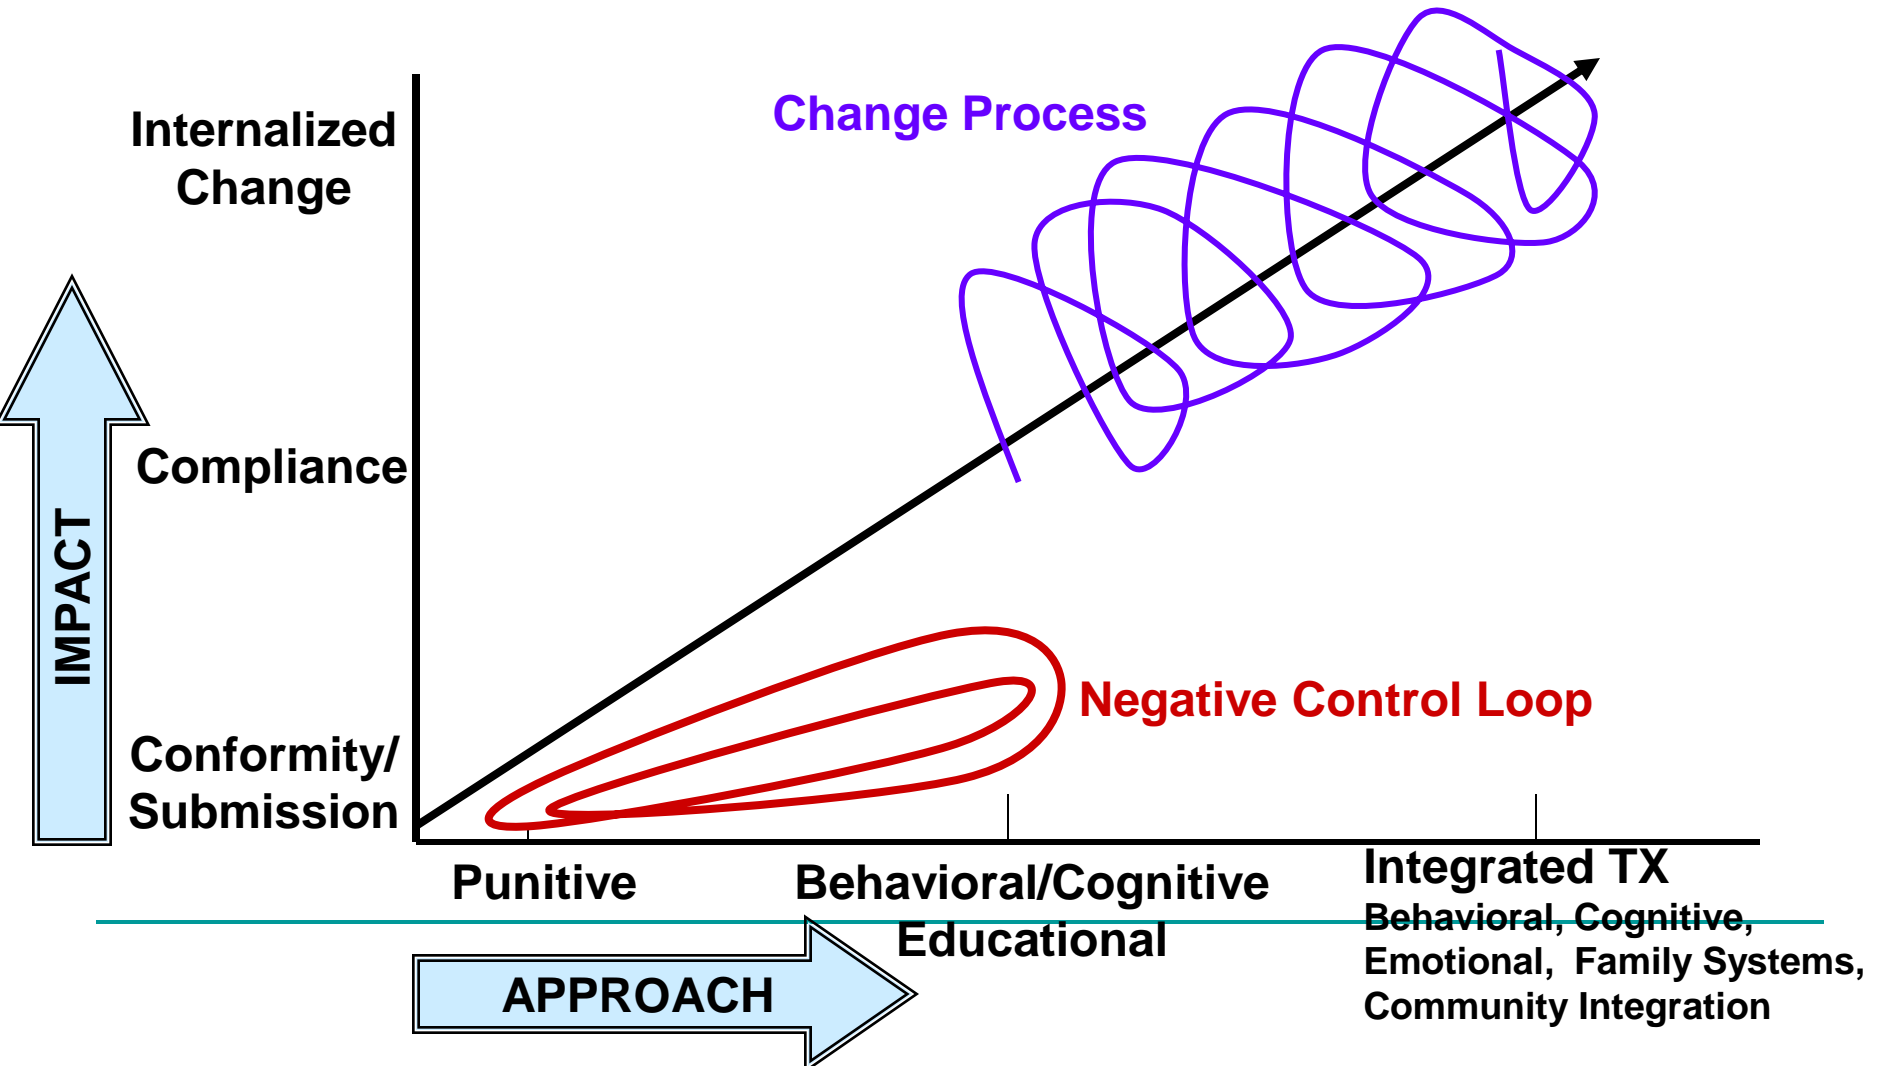 Change Process
Internalized
Change
Compliance
IMPACT
Negative Control Loop
Conformity/
Submission
Punitive
Behavioral/Cognitive
Educational
Integrated TX
Behavioral, Cognitive,
Emotional,  Family Systems,
Community Integration
APPROACH